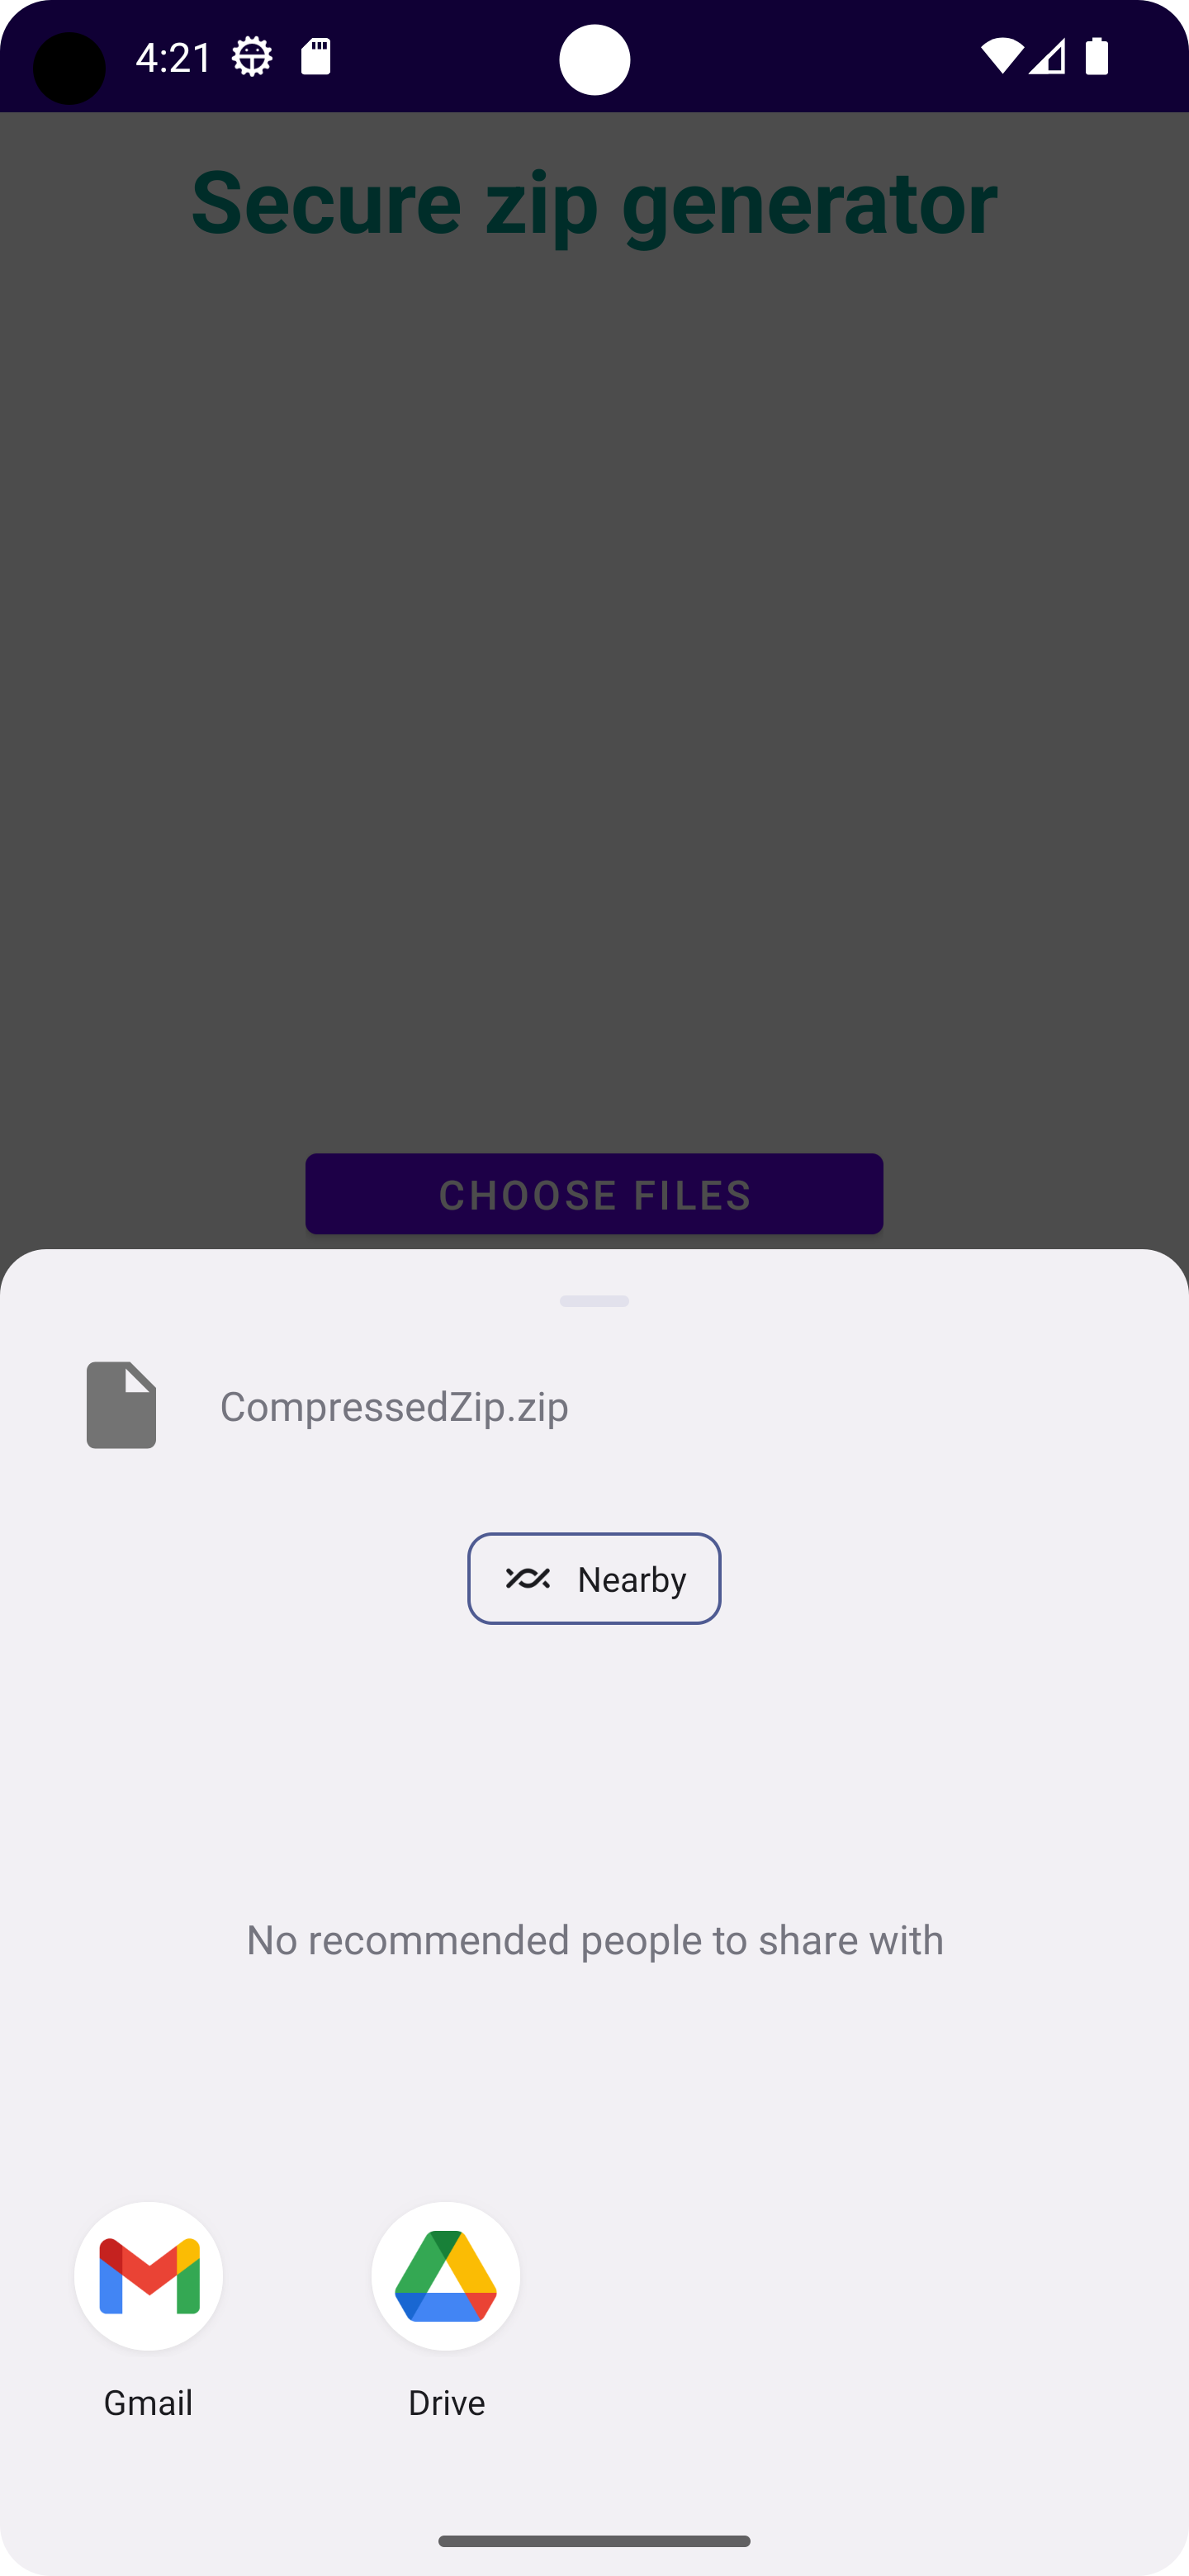 4:21
Secure zip generator
CHOOSE FILES
CompressedZip.zip
Nearby
No recommended people to share with
Gmail
Drive